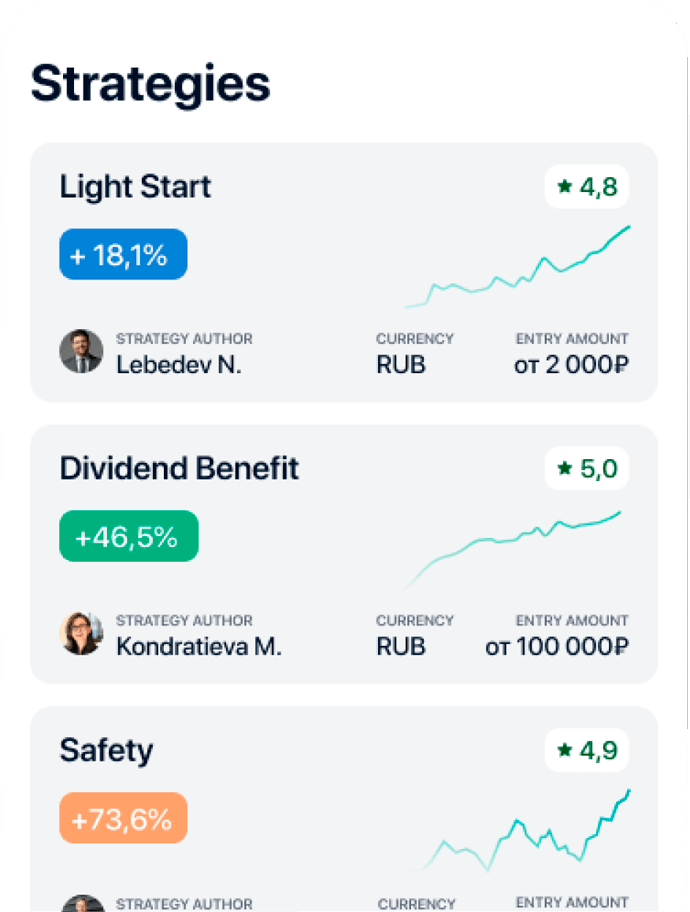 Strategies
Light Start
★ 4,8
+ 18,1%
STRATEGY AUTHOR
Lebedev N.
CURRENCY
RUB
ENTRY AMOUNT
от 2 000₽
Dividend Benefit
★ 5,0
+46,5%
STRATEGY AUTHOR
Kondratieva M.
CURRENCY
RUB
ENTRY AMOUNT
от 100 000₽
Safety
★ 4,9
+73,6%
STRATEGY AUTHOR
CURRENCY
ENTRY AMOUNT